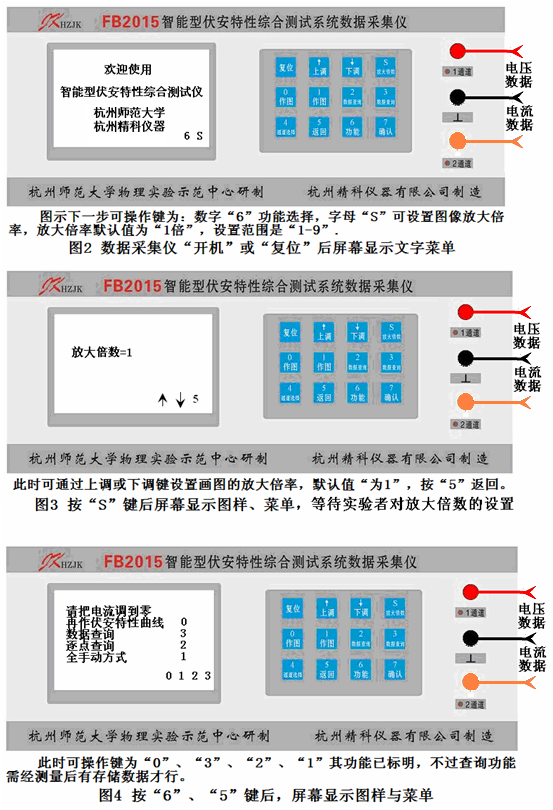 HZJK FB2015智能型伏安特性综合测试系统数据采集仪
欢迎使用
智能型伏安特性综合测试仪
杭州师范大学
杭州精科仪器
6 S
复位 ↑上调 ↓下调 S放大倍数
0作图 1作图 2数据查询 3数据查询
4 5返回 6功能 7确认
1通道
⊥
2通道
电压数据
电流数据
杭州师范大学物理实验示范中心研制 杭州精科仪器有限公司制造
图示下一步可操作键为：数字“6”功能选择，字母“S”可设置图像放大倍
率，放大倍率默认值为“1倍”，设置范围是“1-9”.
图2 数据采集仪“开机”或“复位”后屏幕显示文字菜单
HZJK FB2015智能型伏安特性综合测试系统数据采集仪
放大倍数=1
↑ ↓ 5
复位 ↑上调 ↓下调 S放大倍数
0作图 1作图 2数据查询 3数据查询
4 5返回 6功能 7确认
1通道
⊥
2通道
电压数据
电流数据
杭州师范大学物理实验示范中心研制 杭州精科仪器有限公司制造
此时可通过上调或下调键设置画图的放大倍率，默认值“为1”，按“5”返回。
图3 按“S”键后屏幕显示图样、菜单，等待实验者对放大倍数的设置
HZJK FB2015智能型伏安特性综合测试系统数据采集仪
请把电流调到零
再作伏安特性曲线 0
数据查询 3
逐点查询 2
全手动方式 1
0 1 2 3
复位 ↑上调 ↓下调 S放大倍数
0作图 1作图 2数据查询 3数据查询
4 5返回 6功能 7确认
1通道
⊥
2通道
电压数据
电流数据
杭州师范大学物理实验示范中心研制 杭州精科仪器有限公司制造
此时可操作键为“0”、“3”、“2”、“1”其功能已标明，不过查询功能
需经测量后有存储数据才行。
图4 按“6”、“5”键后，屏幕显示图样与菜单